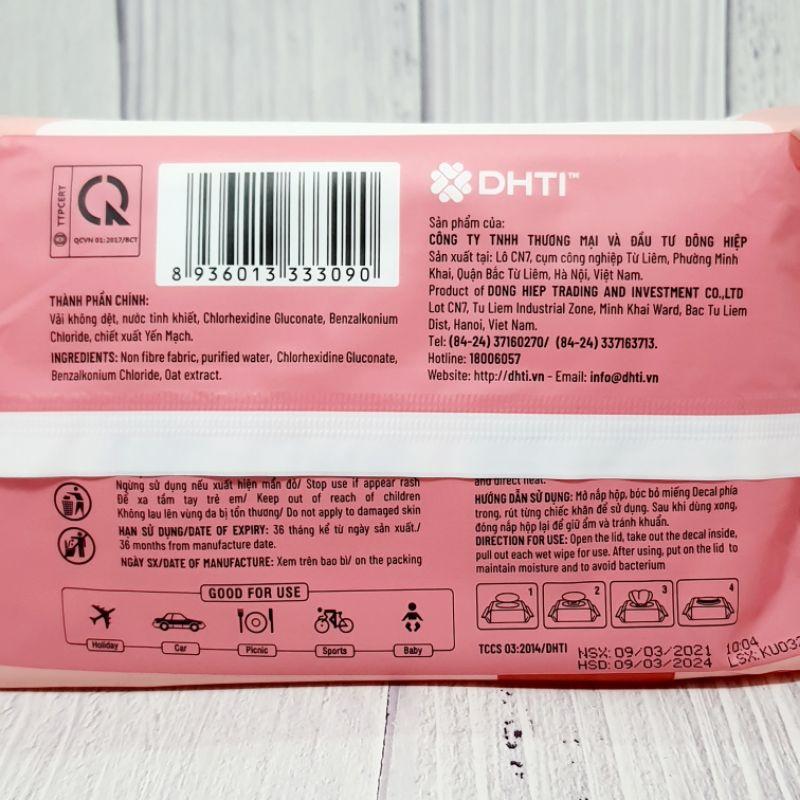 TTPCERT
QCVN 01:2017/BCT
8 936013 333090
THÀNH PHẦN CHÍNH:
Vải không dệt, nước tinh khiết, Chlorhexidine Gluconate, Benzalkonium
Chloride, chiết xuất Yến Mạch.
INGREDIENTS: Non fibre fabric, purified water, Chlorhexidine Gluconate,
Benzalkonium Chloride, Oat extract.
DHTI™
Sản phẩm của:
CÔNG TY TNHH THƯƠNG MẠI VÀ ĐẦU TƯ ĐÔNG HIỆP
Sản xuất tại: Lô CN7, cụm công nghiệp Từ Liêm, Phường Minh
Khai, Quận Bắc Từ Liêm, Hà Nội, Việt Nam.
Product of DONG HIEP TRADING AND INVESTMENT CO.,LTD
Lot CN7, Tu Liem Industrial Zone, Minh Khai Ward, Bac Tu Liem
Dist, Hanoi, Viet Nam.
Tel: (84-24) 37160270/ (84-24) 337163713.
Hotline: 18006057
Website: http://dhti.vn - Email: info@dhti.vn
Ngừng sử dụng nếu xuất hiện mẩn đỏ/ Stop use if appear rash
Để xa tầm tay trẻ em/ Keep out of reach of children
Không lau lên vùng da bị tổn thương/ Do not apply to damaged skin
HẠN SỬ DỤNG/DATE OF EXPIRY: 36 tháng kể từ ngày sản xuất./
36 months from manufacture date.
NGÀY SX/DATE OF MANUFACTURE: Xem trên bao bì/ on the packing
GOOD FOR USE
Holiday
Car
Picnic
Sports
Baby
and direct heat.
HƯỚNG DẪN SỬ DỤNG: Mở nắp hộp, bóc bỏ miếng Decal phía
trong, rút từng chiếc khăn để sử dụng. Sau khi dùng xong,
đóng nắp hộp lại để giữ ẩm và tránh khuẩn.
DIRECTION FOR USE: Open the lid, take out the decal inside,
pull out each wet wipe for use. After using, put on the lid to
maintain moisture and to avoid bacterium
1
2
3
4
TCCS 03:2014/DHTI
NSX: 09/03/2021 10:04
HSD: 09/03/2024 LSX:KU03